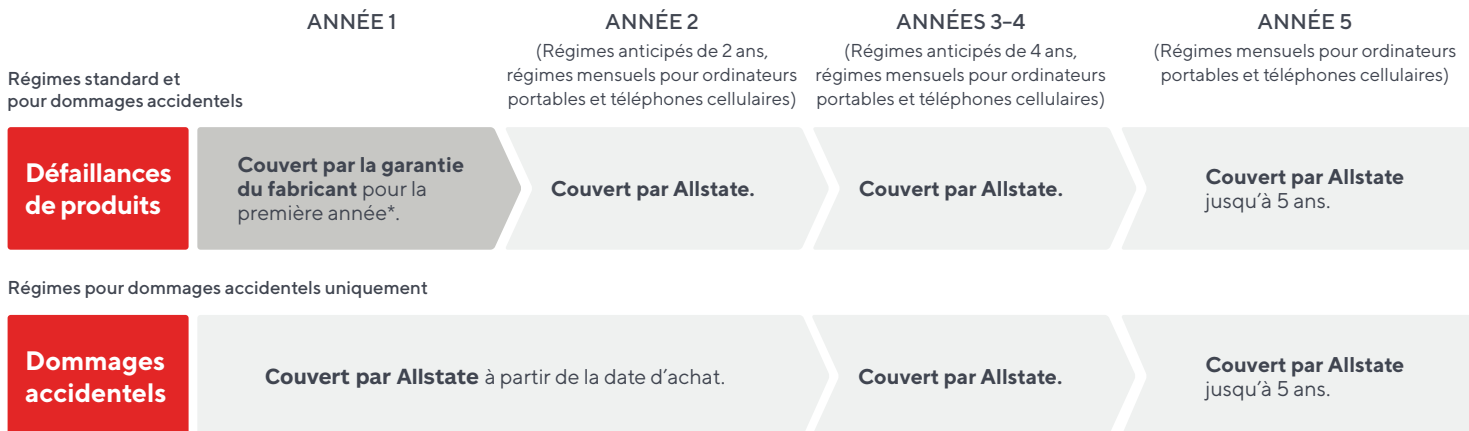 ANNÉE 1
ANNÉE 2
(Régimes anticipés de 2 ans,
régimes mensuels pour ordinateurs
portables et téléphones cellulaires)
ANNÉES 3–4
(Régimes anticipés de 4 ans,
régimes mensuels pour ordinateurs
portables et téléphones cellulaires)
ANNÉE 5
(Régimes mensuels pour ordinateurs
portables et téléphones cellulaires)
Régimes standard et
pour dommages accidentels
Défaillances
de produits
Couvert par la garantie
du fabricant pour la
première année*.
Couvert par Allstate.
Couvert par Allstate.
Couvert par Allstate
jusqu’à 5 ans.
Régimes pour dommages accidentels uniquement
Dommages
accidentels
Couvert par Allstate à partir de la date d’achat.
Couvert par Allstate.
Couvert par Allstate
jusqu’à 5 ans.